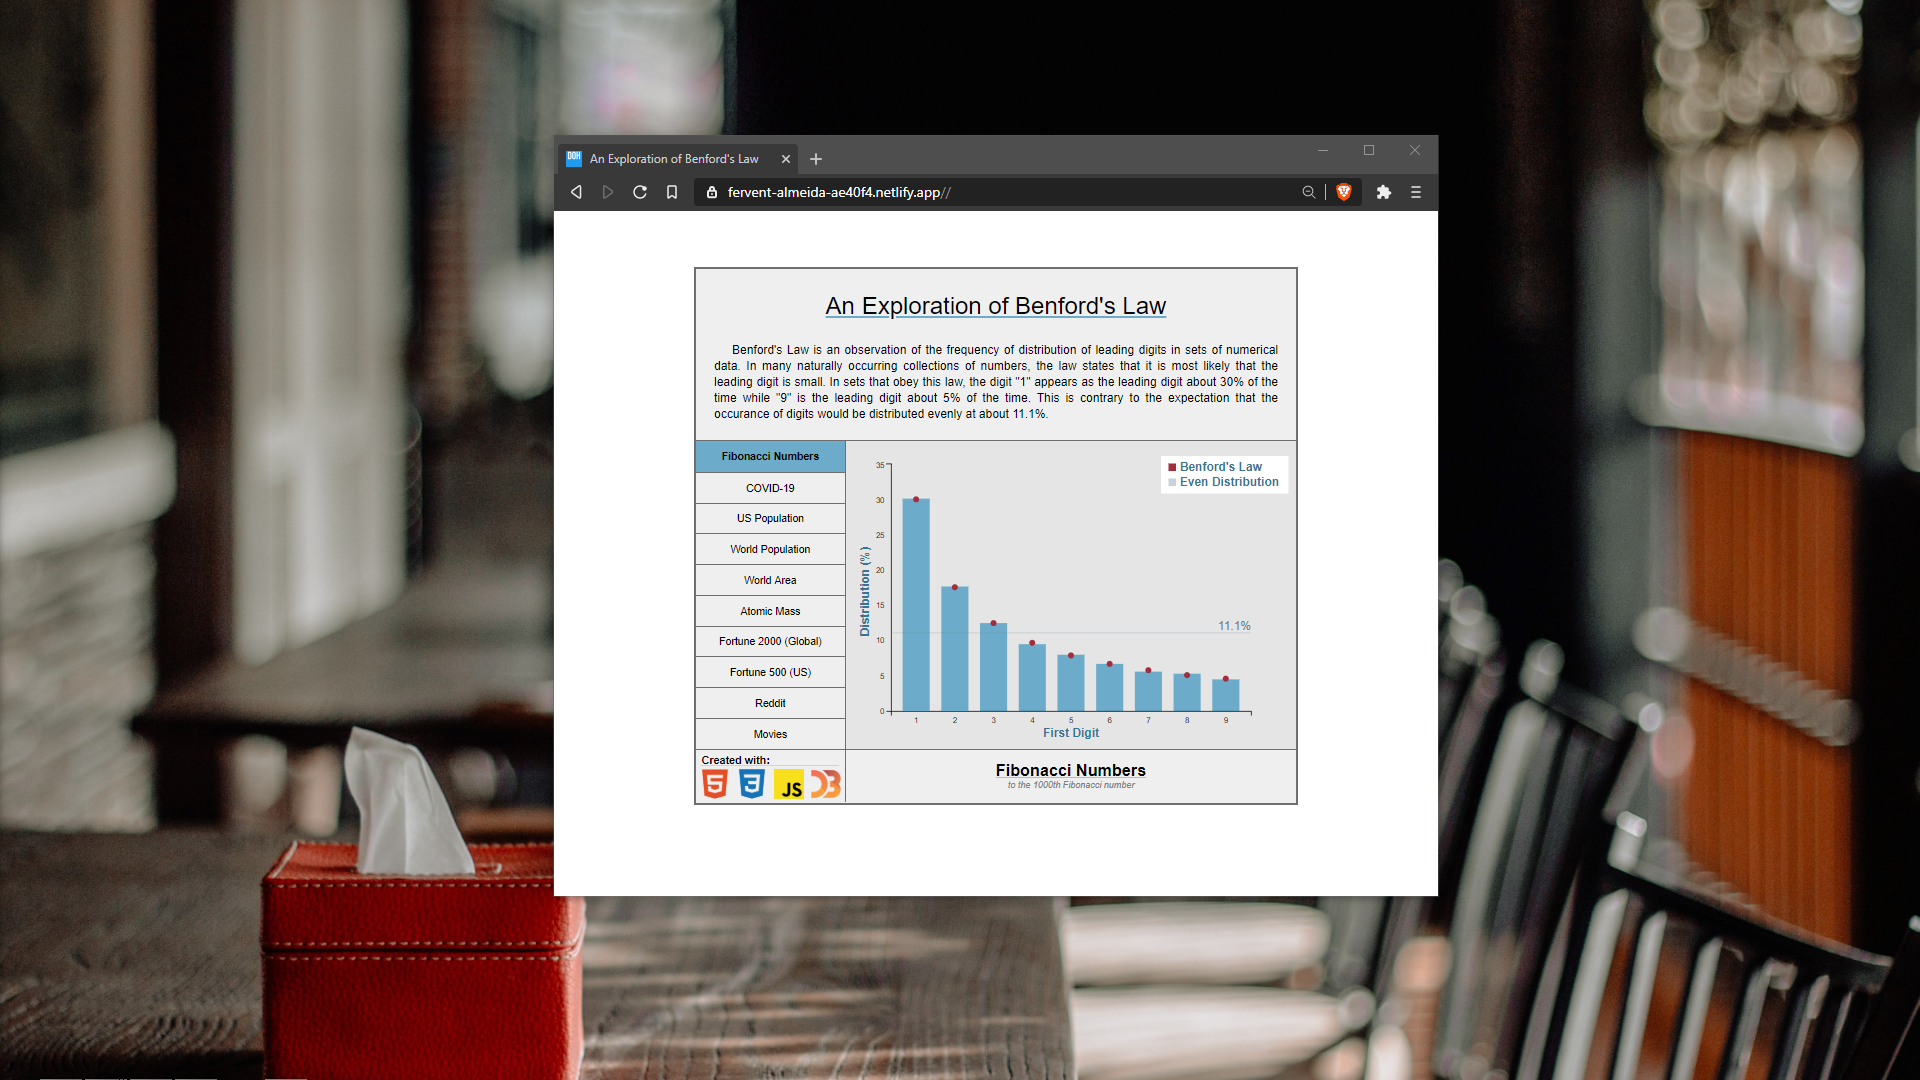 DDH An Exploration of Benford's Law
fervent-almeida-ae40f4.netlify.app//
An Exploration of Benford's Law
Benford's Law is an observation of the frequency of distribution of leading digits in sets of numerical
data. In many naturally occurring collections of numbers, the law states that it is most likely that the
leading digit is small. In sets that obey this law, the digit "1" appears as the leading digit about 30% of the
time while "9" is the leading digit about 5% of the time. This is contrary to the expectation that the
occurance of digits would be distributed evenly at about 11.1%.
Fibonacci Numbers
COVID-19
US Population
World Population
World Area
Atomic Mass
Fortune 2000 (Global)
Fortune 500 (US)
Reddit
Movies
Created with:
5 3 JS D3
Benford's Law
Even Distribution
Distribution (%)
35
30
25
20
15
10
5
0
11.1%
1 2 3 4 5 6 7 8 9
First Digit
Fibonacci Numbers
to the 1000th Fibonacci number